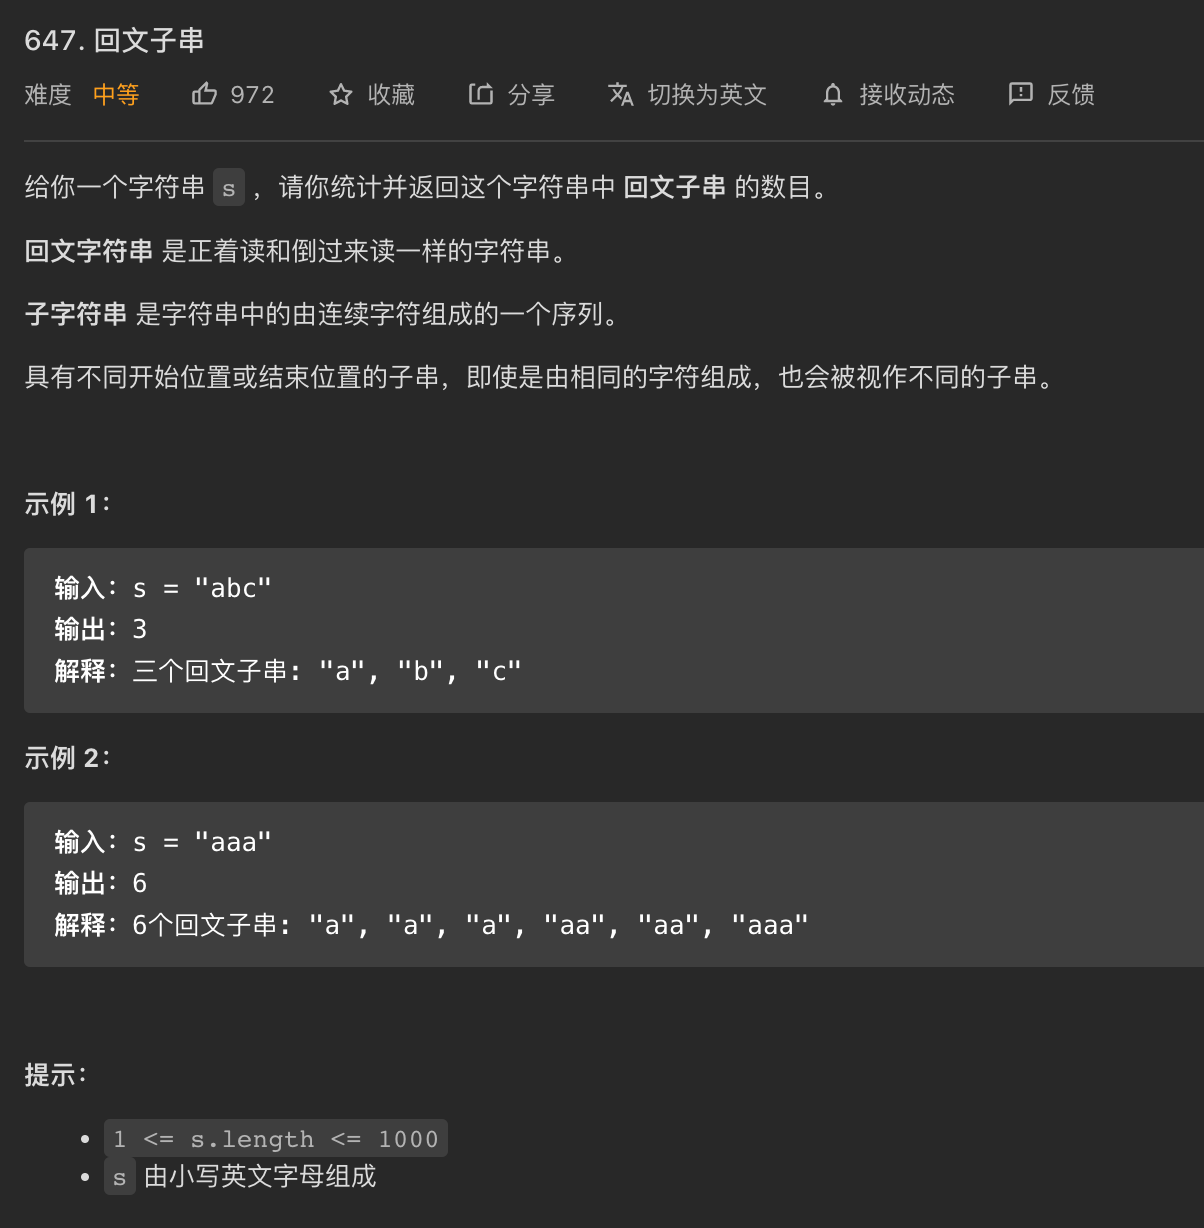 647. 回文子串
难度 中等 972 收藏 分享 切换为英文 接收动态 反馈
给你一个字符串 s ，请你统计并返回这个字符串中 回文子串 的数目。
回文字符串 是正着读和倒过来读一样的字符串。
子字符串 是字符串中的由连续字符组成的一个序列。
具有不同开始位置或结束位置的子串，即使是由相同的字符组成，也会被视作不同的子串。
示例 1：
输入：s = "abc"
输出：3
解释：三个回文子串: "a", "b", "c"
示例 2：
输入：s = "aaa"
输出：6
解释：6个回文子串: "a", "a", "a", "aa", "aa", "aaa"
提示：
• 1 <= s.length <= 1000
• s 由小写英文字母组成